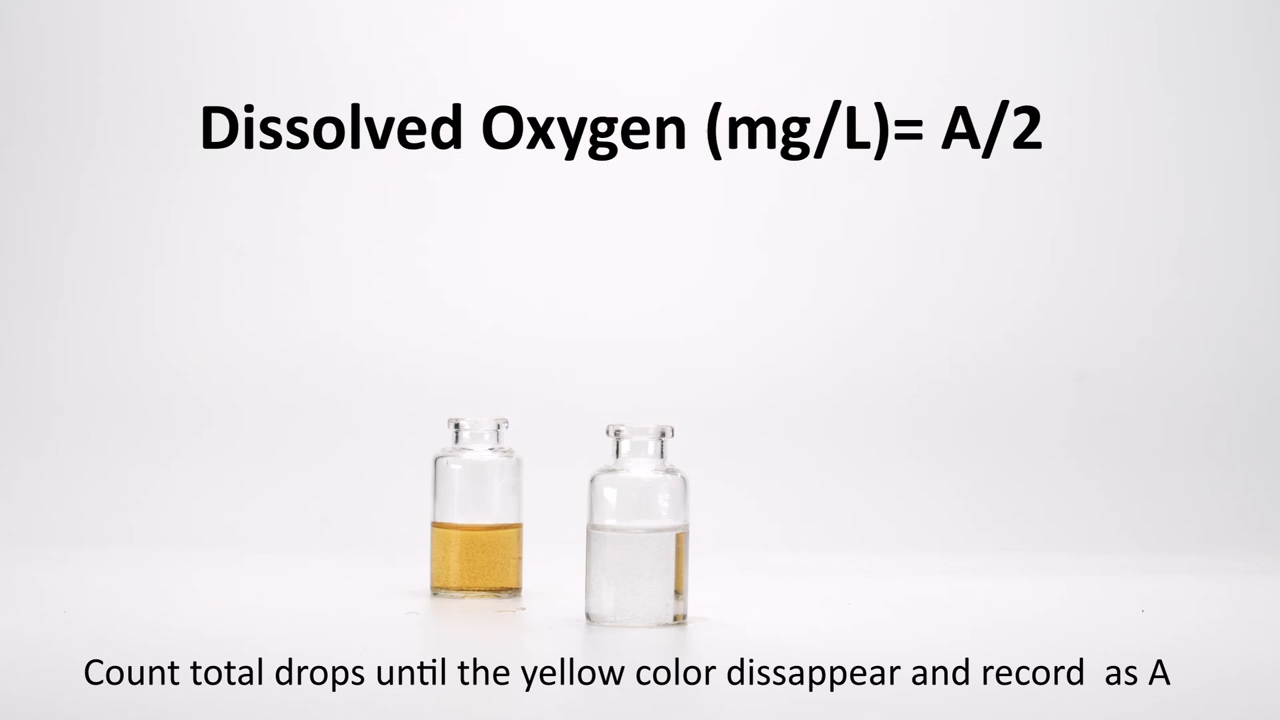 Dissolved Oxygen (mg/L)= A/2
Count total drops until the yellow color dissappear and record  as A